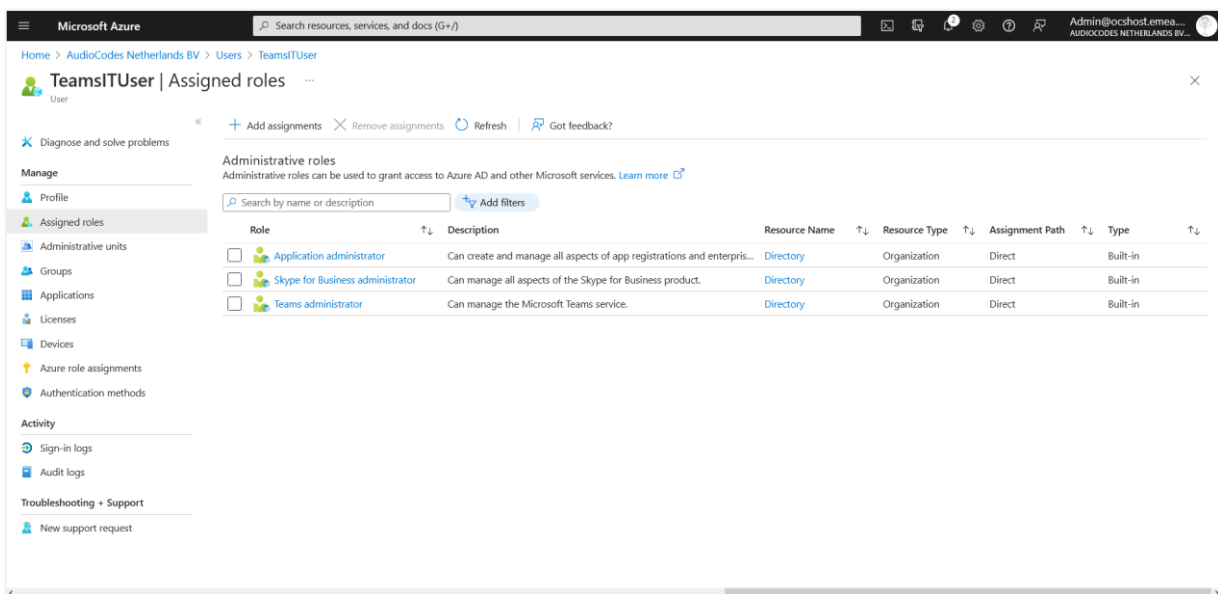 Microsoft Azure
Search resources, services, and docs (G+/)
2
Admin@ocshost.emea....
AUDIOCODES NETHERLANDS BV...
Home > AudioCodes Netherlands BV > Users > TeamsITUser
TeamsITUser | Assigned roles ...
User
Diagnose and solve problems
Manage
Profile
Assigned roles
Administrative units
Groups
Applications
Licenses
Devices
Azure role assignments
Authentication methods
Activity
Sign-in logs
Audit logs
Troubleshooting + Support
New support request
Add assignments Remove assignments Refresh Got feedback?
Administrative roles
Administrative roles can be used to grant access to Azure AD and other Microsoft services. Learn more
Search by name or description Add filters
Role Description Resource Name Resource Type Assignment Path Type
Application administrator Can create and manage all aspects of app registrations and enterpris... Directory Organization Direct Built-in
Skype for Business administrator Can manage all aspects of the Skype for Business product. Directory Organization Direct Built-in
Teams administrator Can manage the Microsoft Teams service. Directory Organization Direct Built-in